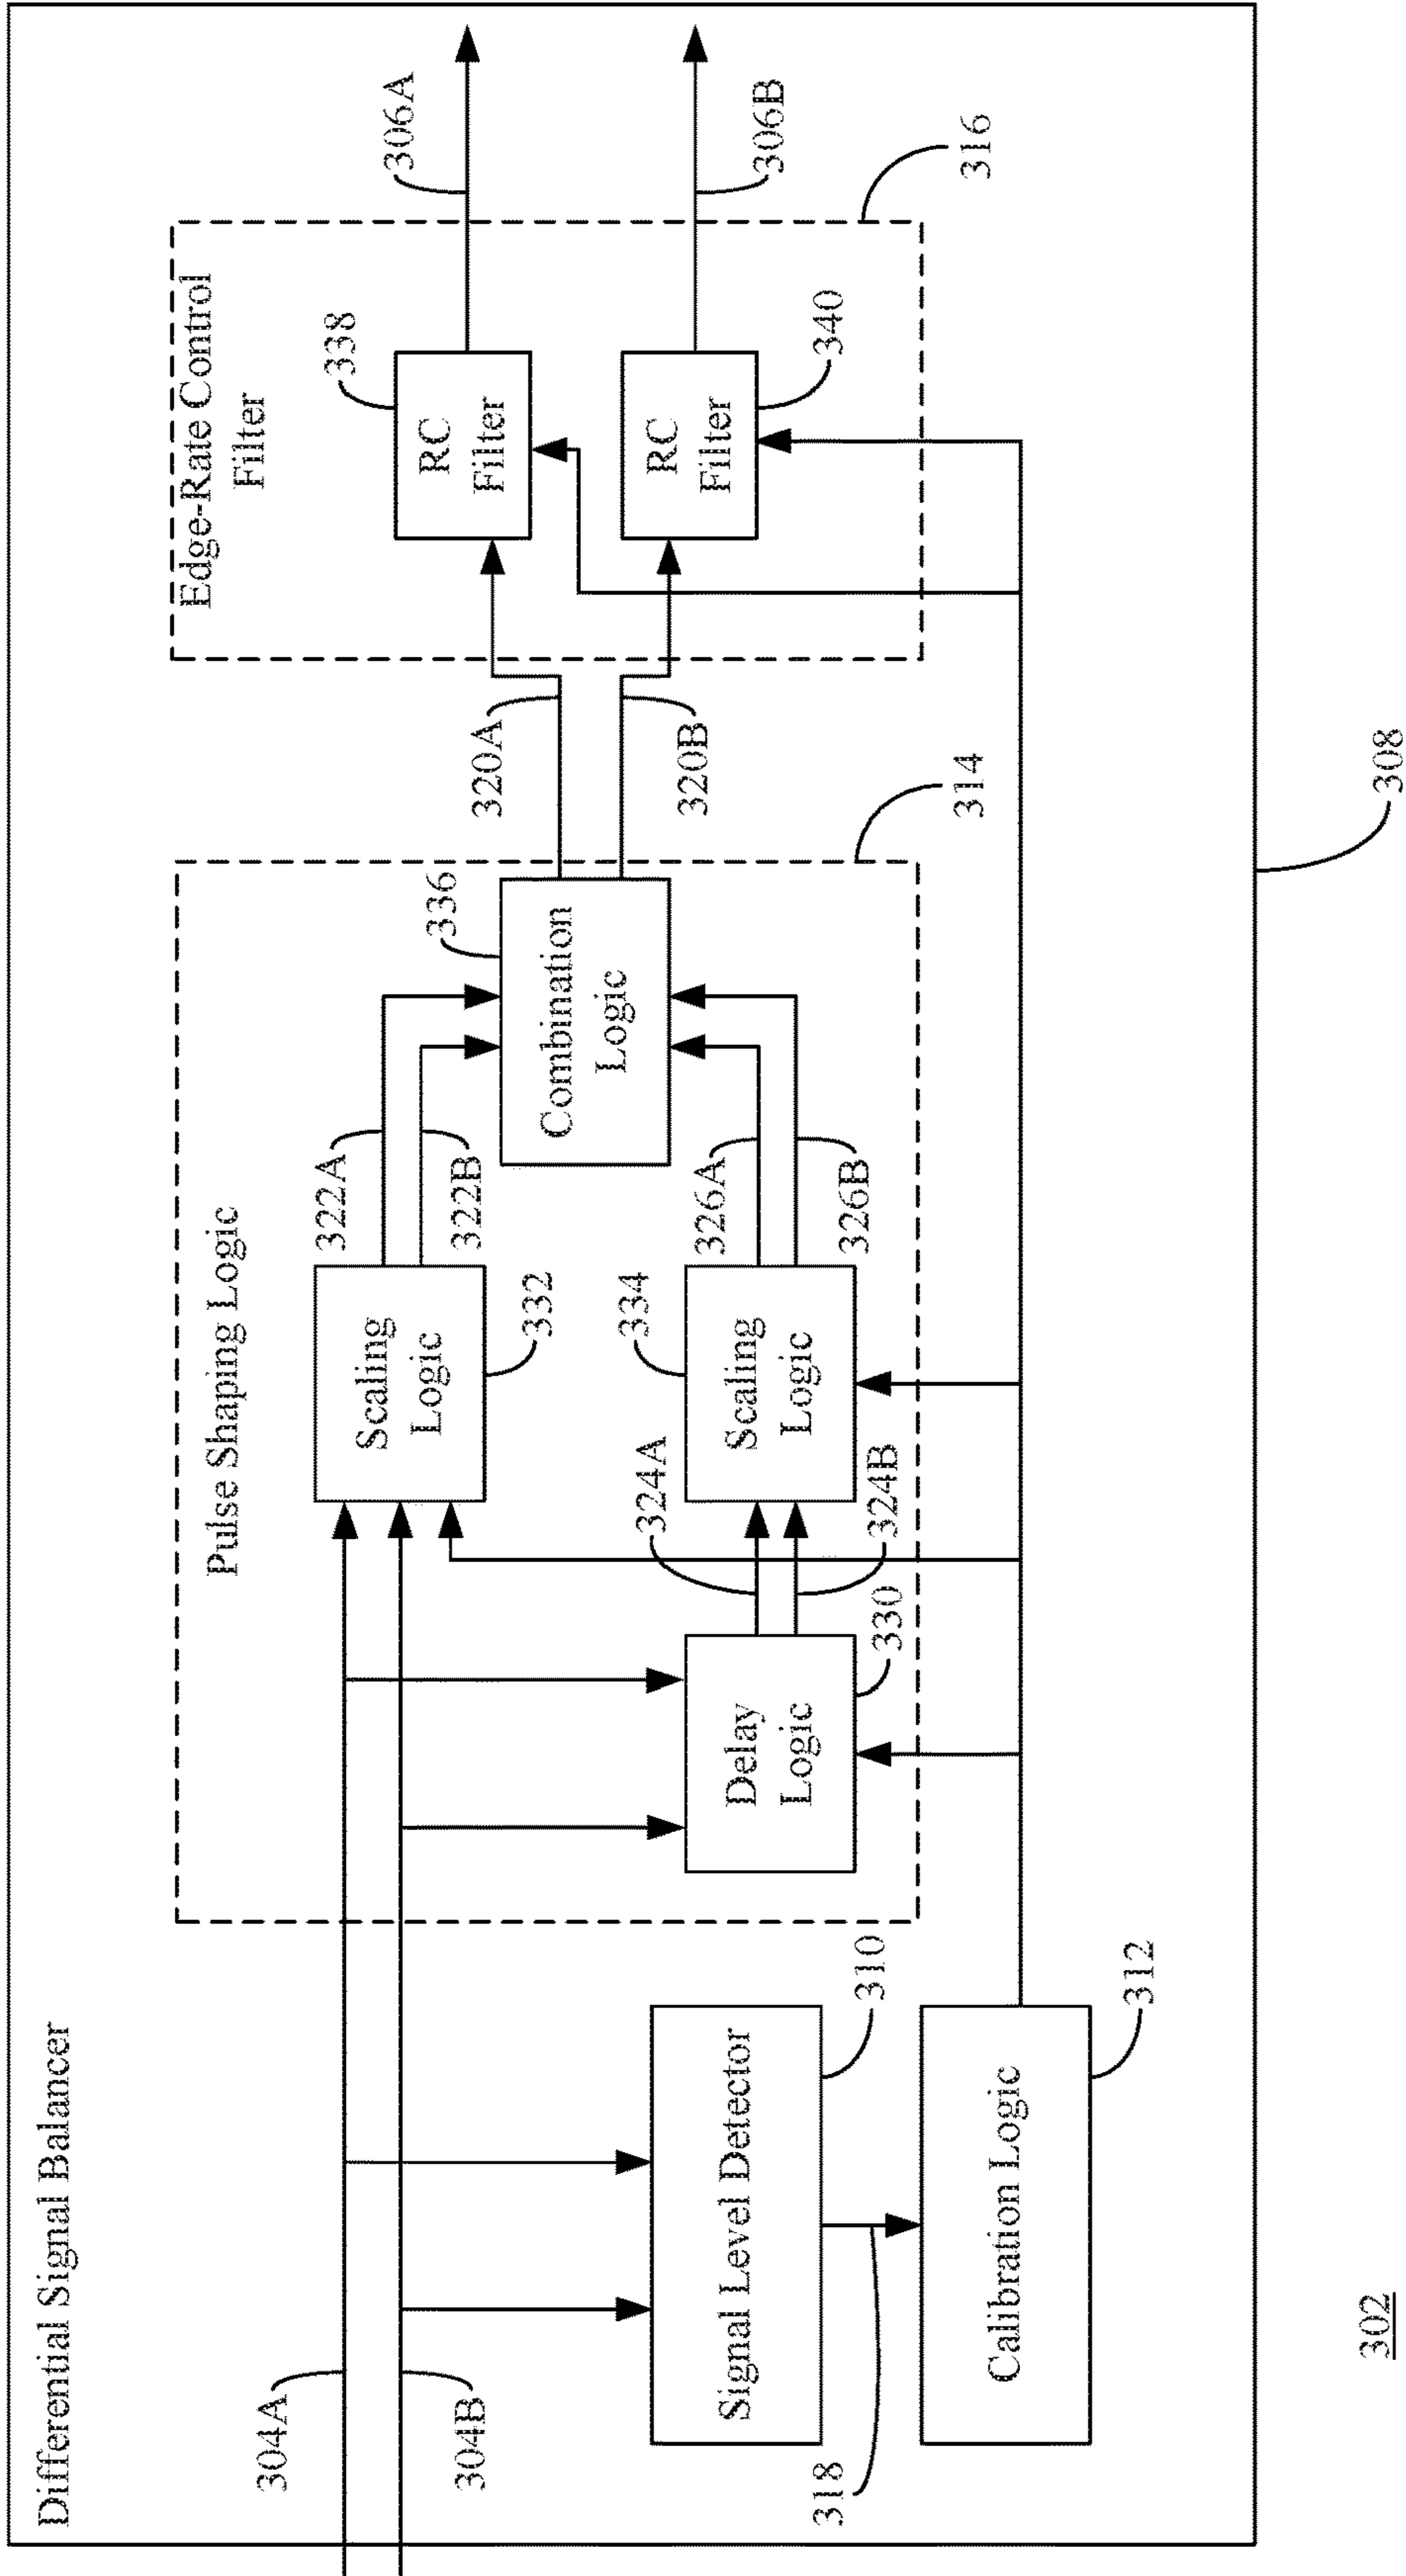 Differential Signal Balancer
304A
304B
Signal Level Detector
310
318
Calibration Logic
312
Pulse Shaping Logic
Delay
Logic
330
324A
324B
Scaling
Logic
332
Scaling
Logic
334
322A
322B
326A
326B
Combination
Logic
336
314
320A
320B
Edge-Rate Control
Filter
RC
Filter
338
RC
Filter
340
316
306A
306B
308
302